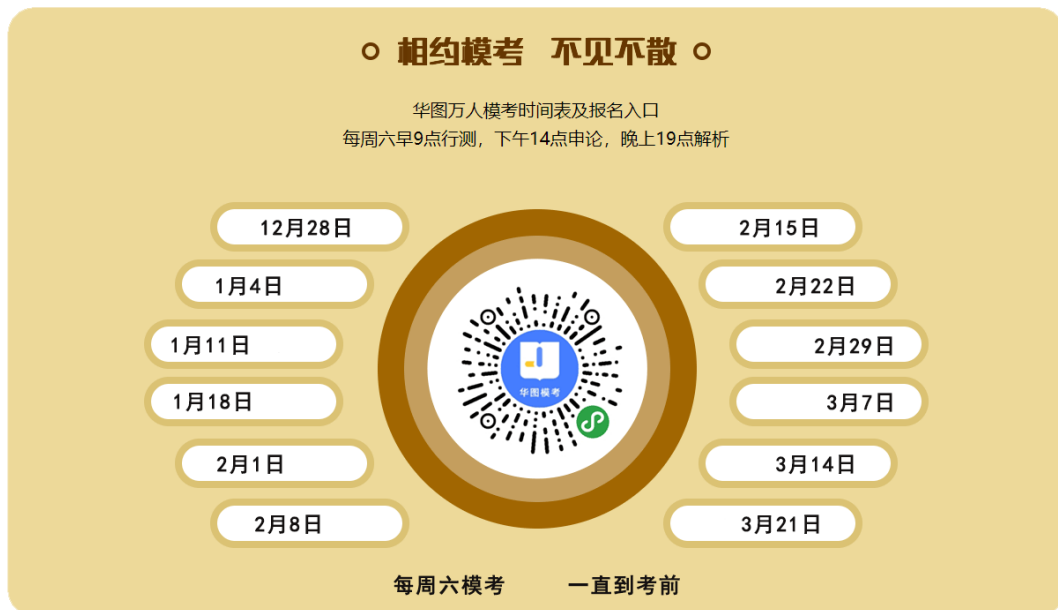 相约模考 不见不散
华图万人模考时间表及报名入口
每周六早9点行测，下午14点申论，晚上19点解析
12月28日
1月4日
1月11日
1月18日
2月1日
2月8日
华图模考
2月15日
2月22日
2月29日
3月7日
3月14日
3月21日
每周六模考 一直到考前